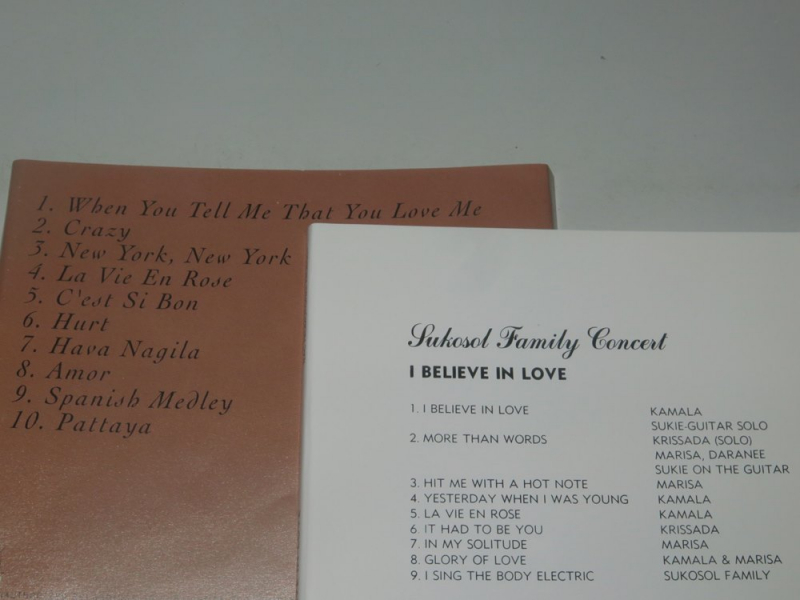 1. When You Tell Me That You Love Me
2. Crazy
3. New York, New York
4. La Vie En Rose
5. C'est Si Bon
6. Hurt
7. Hava Nagila
8. Amor
9. Spanish Medley
10. Pattaya
Sukosol Family Concert
I BELIEVE IN LOVE
1. I BELIEVE IN LOVE KAMALA
SUKIE-GUITAR SOLO
2. MORE THAN WORDS KRISSADA (SOLO)
MARISA, DARANEE
SUKIE ON THE GUITAR
3. HIT ME WITH A HOT NOTE MARISA
4. YESTERDAY WHEN I WAS YOUNG KAMALA
5. LA VIE EN ROSE KAMALA
6. IT HAD TO BE YOU KRISSADA
7. IN MY SOLITUDE MARISA
8. GLORY OF LOVE KAMALA & MARISA
9. I SING THE BODY ELECTRIC SUKOSOL FAMILY